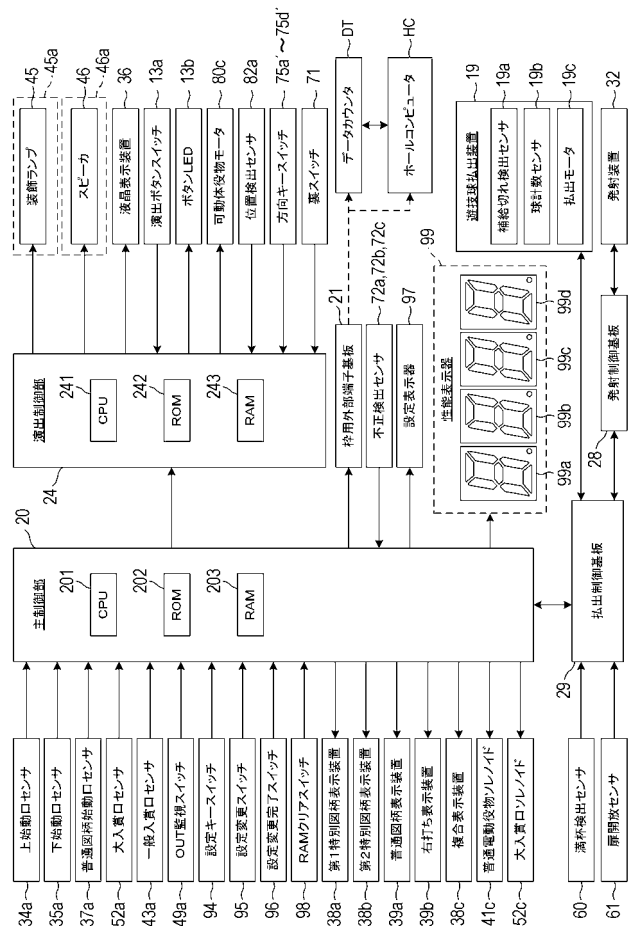 34a 上始動口センサ
35a 下始動口センサ
37a 普通図柄始動口センサ
52a 大入賞口センサ
43a 一般入賞口センサ
49a OUT監視スイッチ
94 設定キースイッチ
95 設定変更スイッチ
96 設定変更完了スイッチ
98 RAMクリアスイッチ
38a 第1特別図柄表示装置
38b 第2特別図柄表示装置
39a 普通図柄表示装置
39b 右打ち表示装置
38c 複合表示装置
41c 普通電動役物ソレノイド
52c 大入賞口ソレノイド
60 満杯検出センサ
61 扉開放センサ
20
主制御部
201
CPU
202
ROM
203
RAM
29
払出制御基板
24
演出制御部
241
CPU
242
ROM
243
RAM
装飾ランプ 45
45a
スピーカ 46
46a
液晶表示装置 36
演出ボタンスイッチ 13a
ボタンLED 13b
可動体役物モータ 80c
位置検出センサ 82a
方向キースイッチ 75a´～75d´
裏スイッチ 71
枠用外部端子基板 21
不正検出センサ 72a,72b,72c
設定表示器 97
データカウンタ DT
ホールコンピュータ HC
性能表示器 99
99a
99b
99c
99d
遊技球払出装置 19
補給切れ検出センサ 19a
球計数センサ 19b
払出モータ 19c
28
発射制御基板
発射装置 32